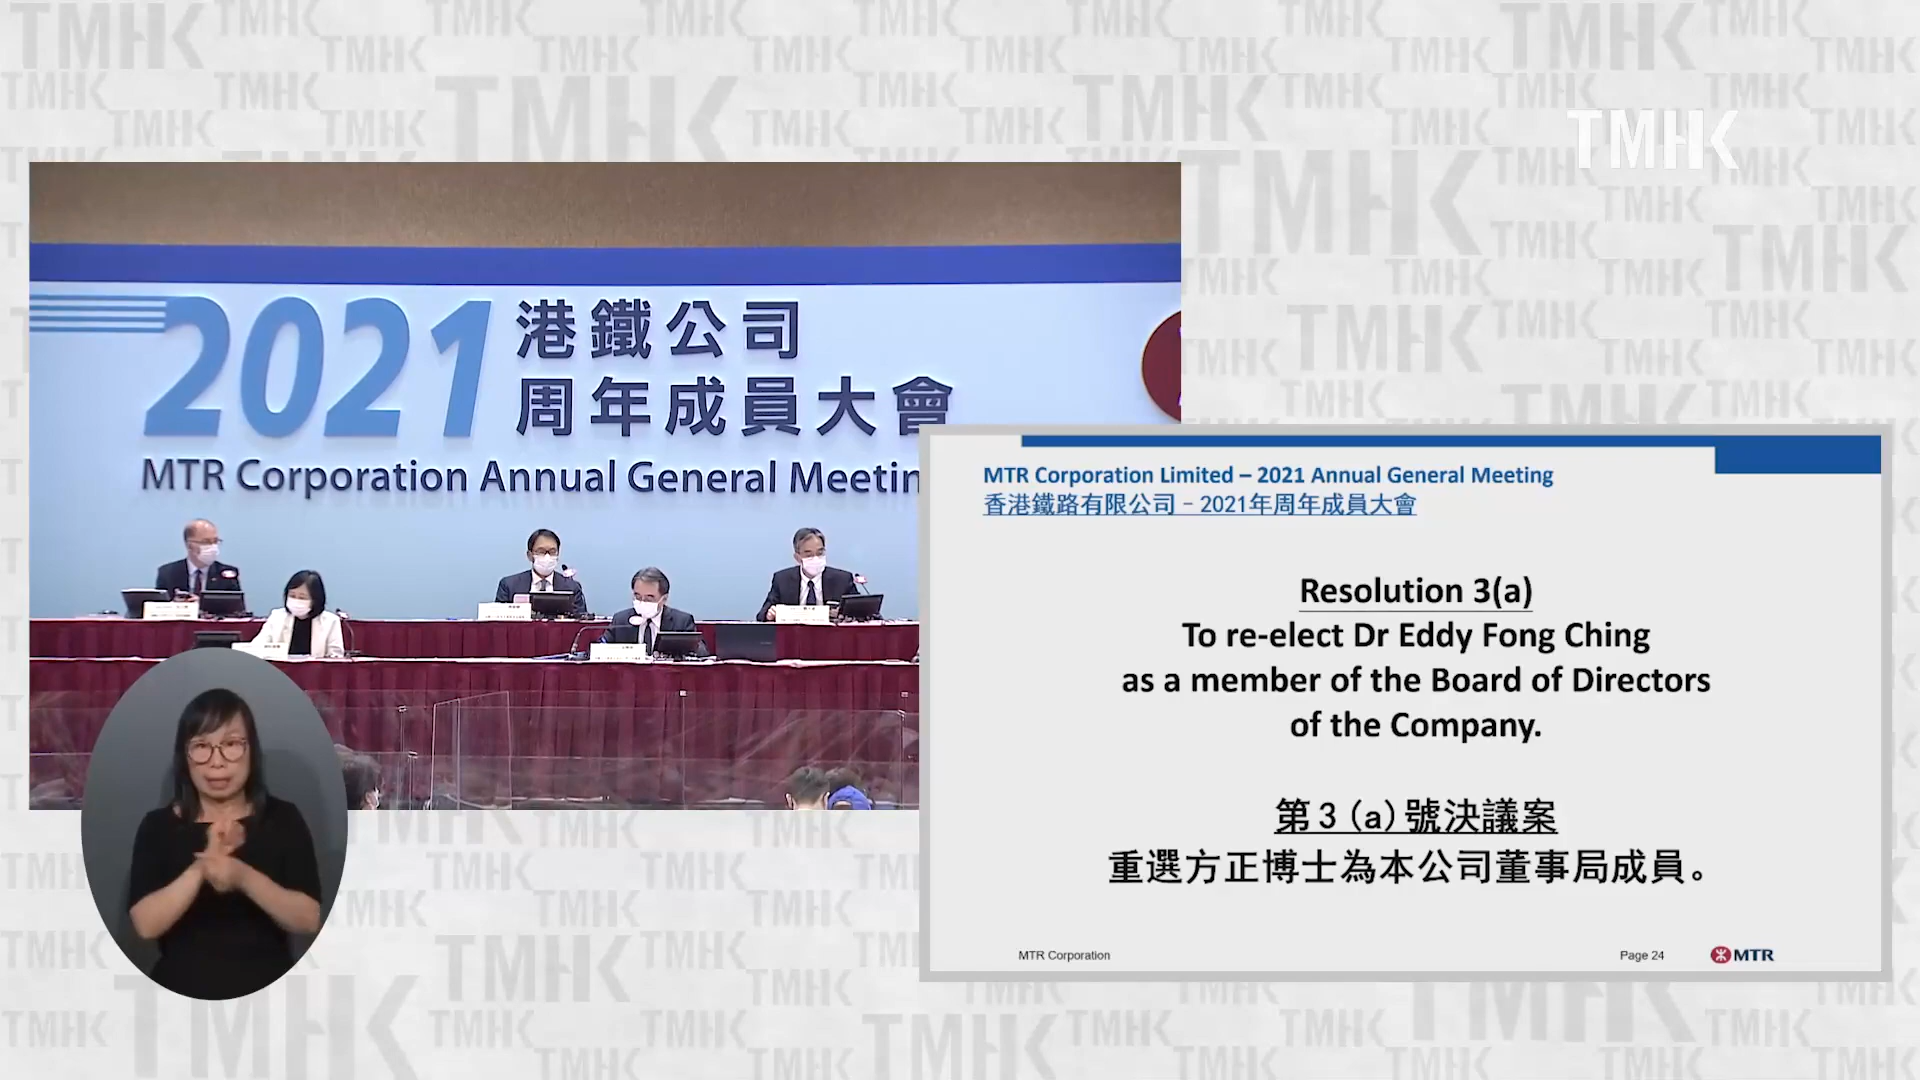 TMHK
2021
港鐵公司
周年成員大會
MTR Corporation Annual General Meetin
MTR Corporation Limited – 2021 Annual General Meeting
香港鐵路有限公司 – 2021年周年成員大會
Resolution 3(a)
To re-elect Dr Eddy Fong Ching
as a member of the Board of Directors
of the Company.
第3(a)號決議案
重選方正博士為本公司董事局成員。
MTR Corporation
Page 24
MTR